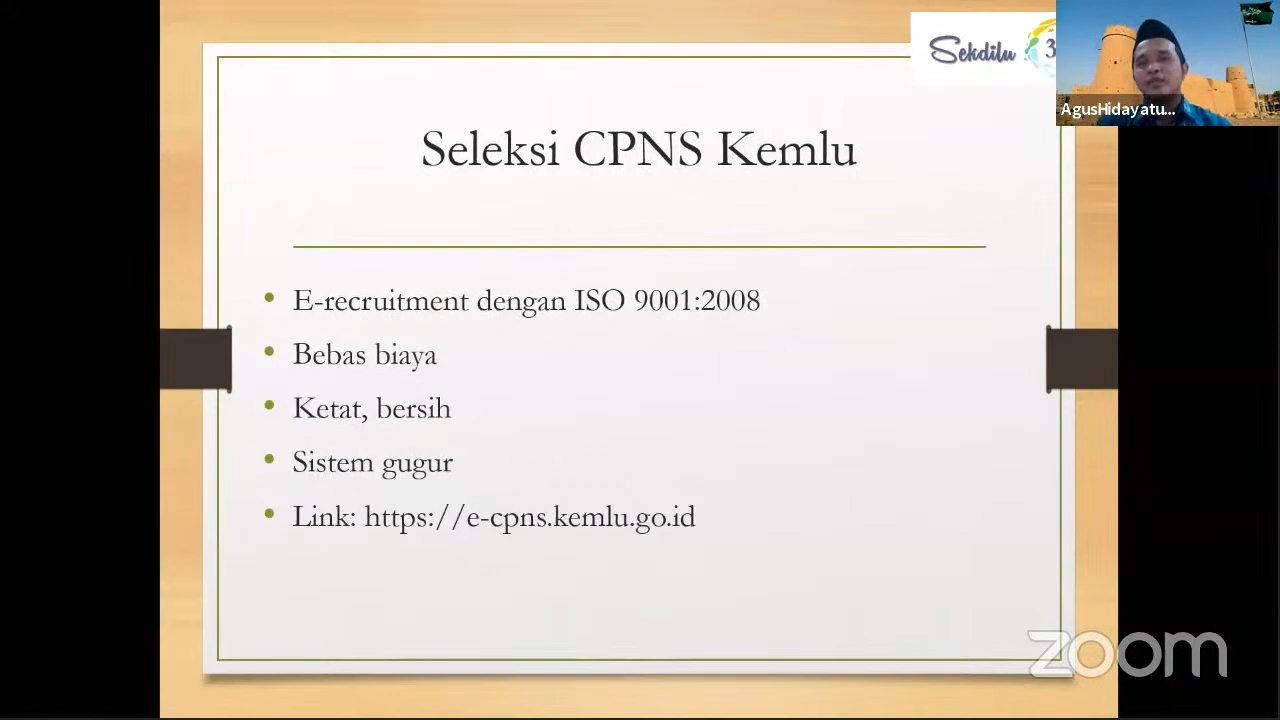 Sekdilu 3
AgusHidayatu...
Seleksi CPNS Kemlu
• E-recruitment dengan ISO 9001:2008
• Bebas biaya
• Ketat, bersih
• Sistem gugur
• Link: https://e-cpns.kemlu.go.id
zoom